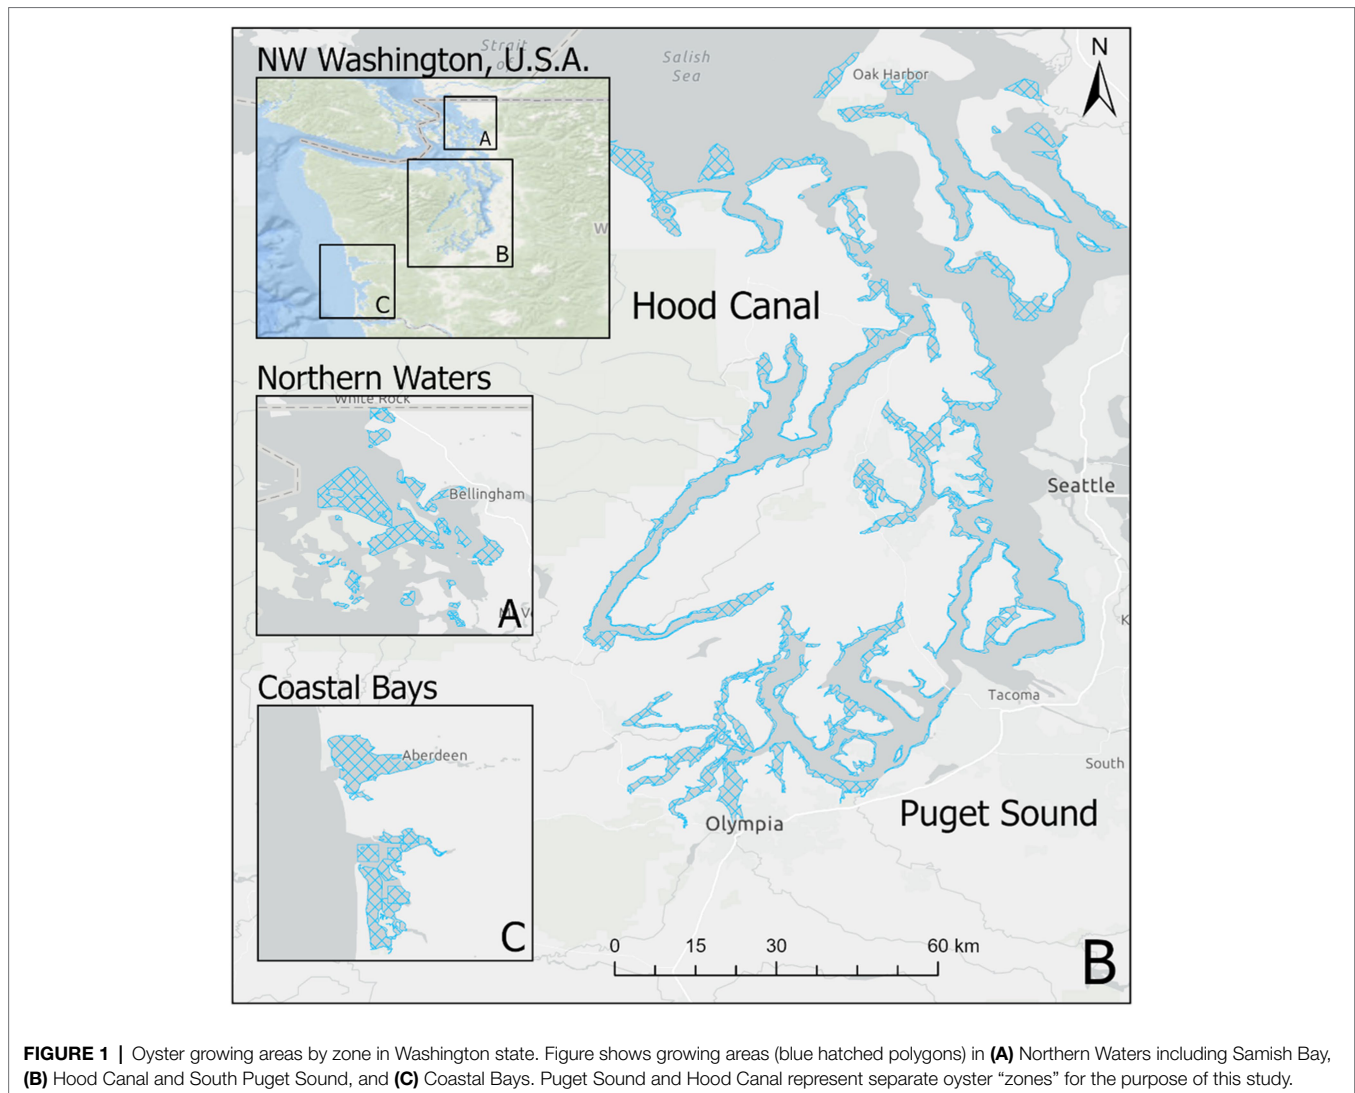 NW Washington, U.S.A.
Strait
of
Salish
Sea
N
Oak Harbor
A
B
C
W
Hood Canal
Northern Waters
White Rock
Bellingham
A
Seattle
K
Coastal Bays
Aberdeen
C
Tacoma
South
Olympia
Puget Sound
0 15 30 60 km
B
FIGURE 1 | Oyster growing areas by zone in Washington state. Figure shows growing areas (blue hatched polygons) in (A) Northern Waters including Samish Bay,
(B) Hood Canal and South Puget Sound, and (C) Coastal Bays. Puget Sound and Hood Canal represent separate oyster “zones” for the purpose of this study.